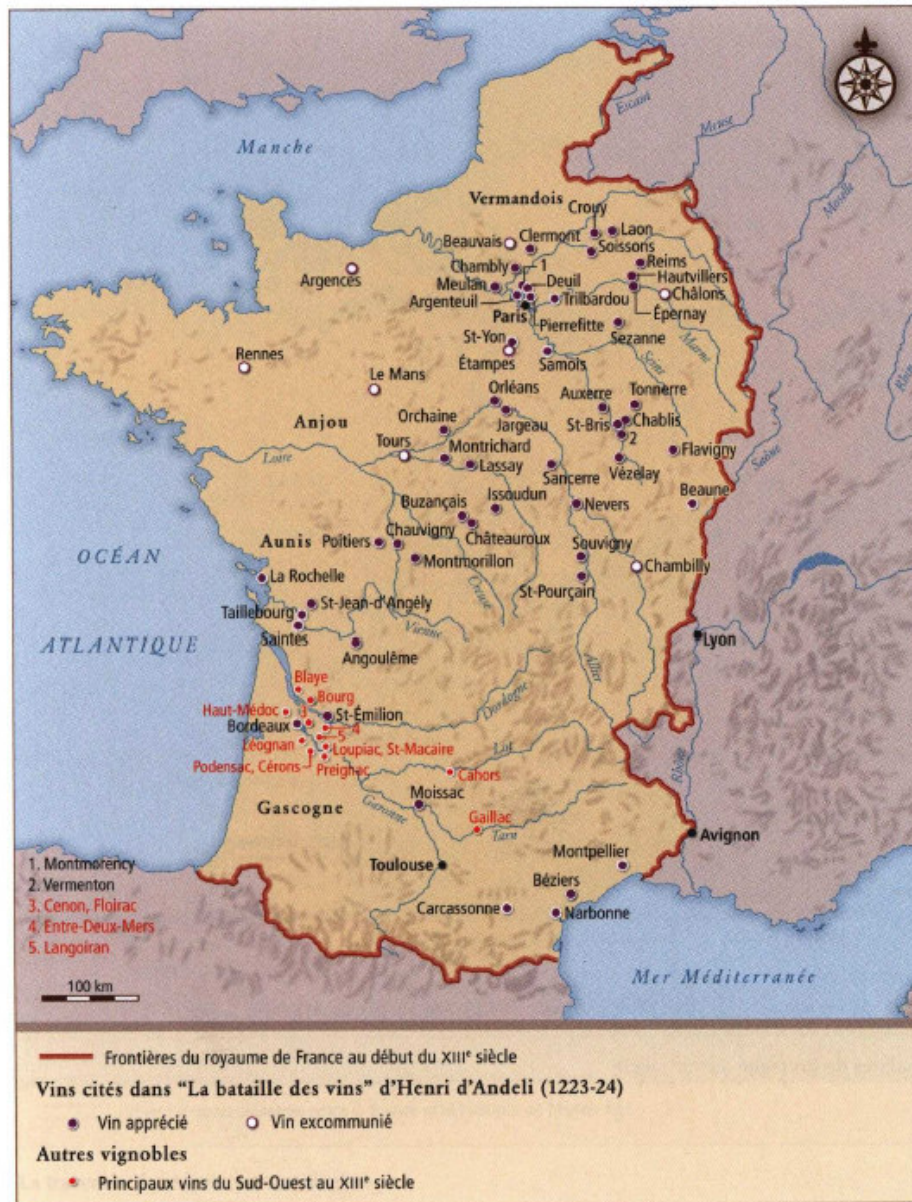 Escaut
Meuse
Manche
Moselle
Vermandois
Crouy
Laon
Clermont
Beauvais
Soissons
Reims
Chambly
1
Hautvillers
Argences
Meulan
Deuil
Châlons
Argenteuil
Trilbardou
Épernay
Paris
Pierrefitte
Sezanne
Marne
St-Yon
Rennes
Étampes
Samois
Seine
Le Mans
Orléans
Auxerre
Tonnerre
Anjou
Orchaine
Jargeau
St-Bris
Chablis
2
Tours
Montrichard
Flavigny
Loire
Lassay
Sancerre
Vézelay
Saône
Buzançais
Issoudun
Nevers
Beaune
OCÉAN
Aunis
Chauvigny
Châteauroux
Poitiers
Souvigny
Montmorillon
Creuse
Chambilly
La Rochelle
St-Pourçain
St-Jean-d'Angély
Taillebourg
Vienne
ATLANTIQUE
Saintes
Lyon
Angoulême
Allier
Blaye
Bourg
Dordogne
Haut-Médoc
3
St-Émilion
Bordeaux
4
5
Léognan
Loupiac, St-Macaire
Lot
Rhône
Podensac, Cérons
Preignac
Cahors
Moissac
Gascogne
Garonne
Gaillac
Tarn
Avignon
Montpellier
1. Montmorency
Toulouse
2. Vermenton
Béziers
3. Cenon, Floirac
Carcassonne
Narbonne
4. Entre-Deux-Mers
5. Langoiran
Mer Méditerranée
100 km
Frontières du royaume de France au début du XIIIe siècle
Vins cités dans "La bataille des vins" d'Henri d'Andeli (1223-24)
Vin apprécié Vin excommunié
Autres vignobles
Principaux vins du Sud-Ouest au XIIIe siècle